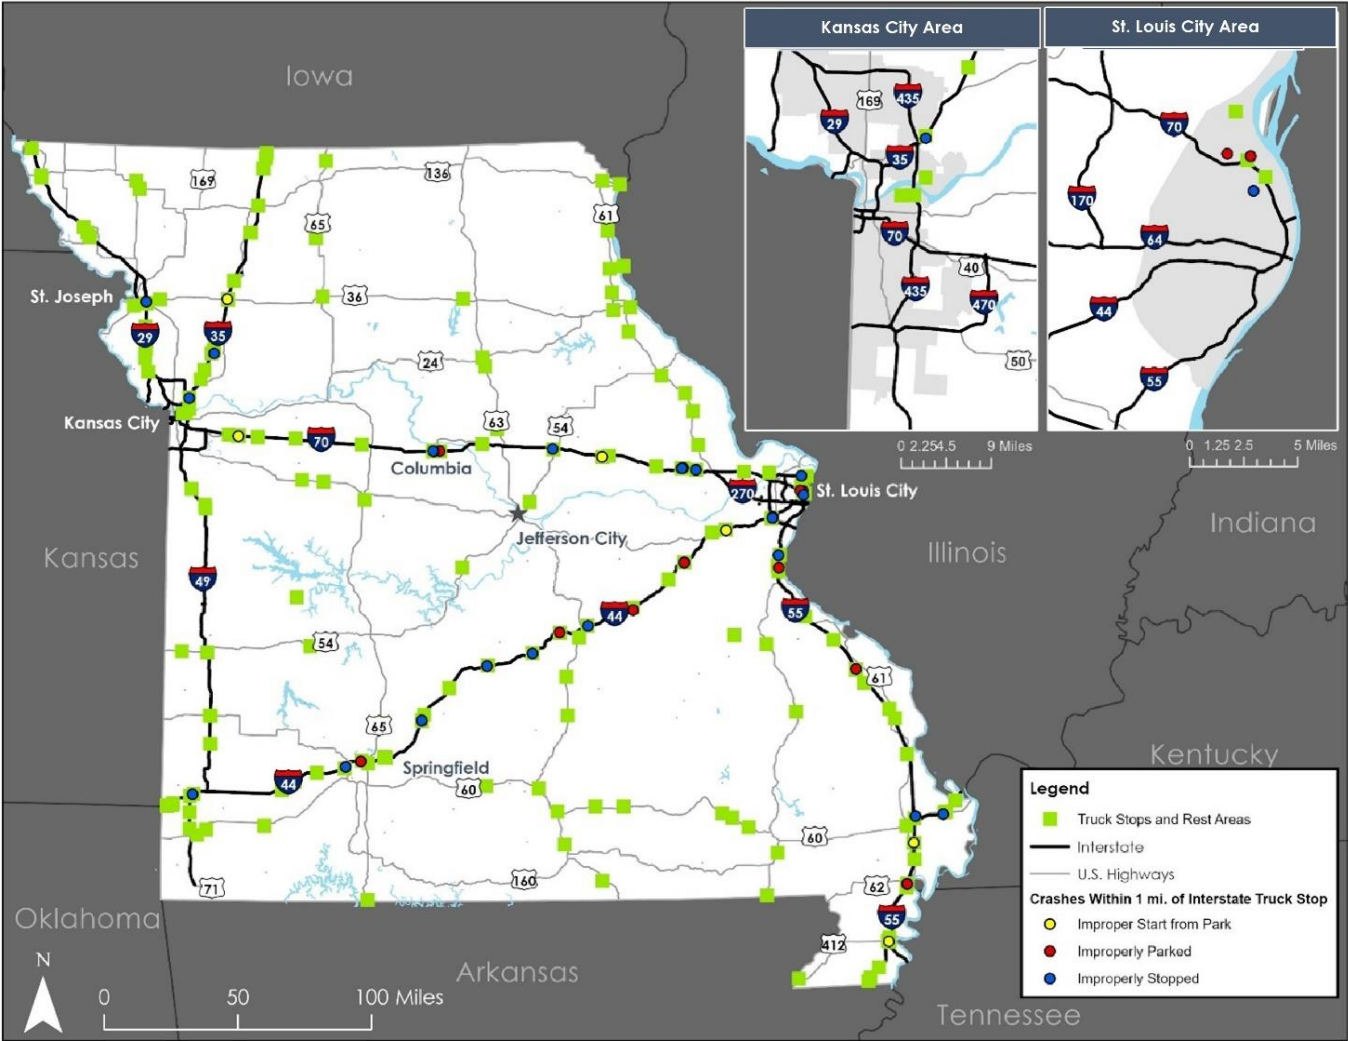 Kansas City Area
St. Louis City Area
Iowa
169
435
29
35
70
40
435
470
50
70
170
64
44
55
0 2.254.5 9 Miles
0 1.25 2.5 5 Miles
169
136
65
61
St. Joseph
36
29
35
24
Kansas City
63
54
70
Columbia
270
St. Louis City
Jefferson City
Kansas
Illinois
Indiana
49
44
55
54
61
65
Springfield
44
60
Kentucky
60
71
160
62
55
412
Oklahoma
Arkansas
Tennessee
N
0 50 100 Miles
Legend
Truck Stops and Rest Areas
Interstate
U.S. Highways
Crashes Within 1 mi. of Interstate Truck Stop
Improper Start from Park
Improperly Parked
Improperly Stopped